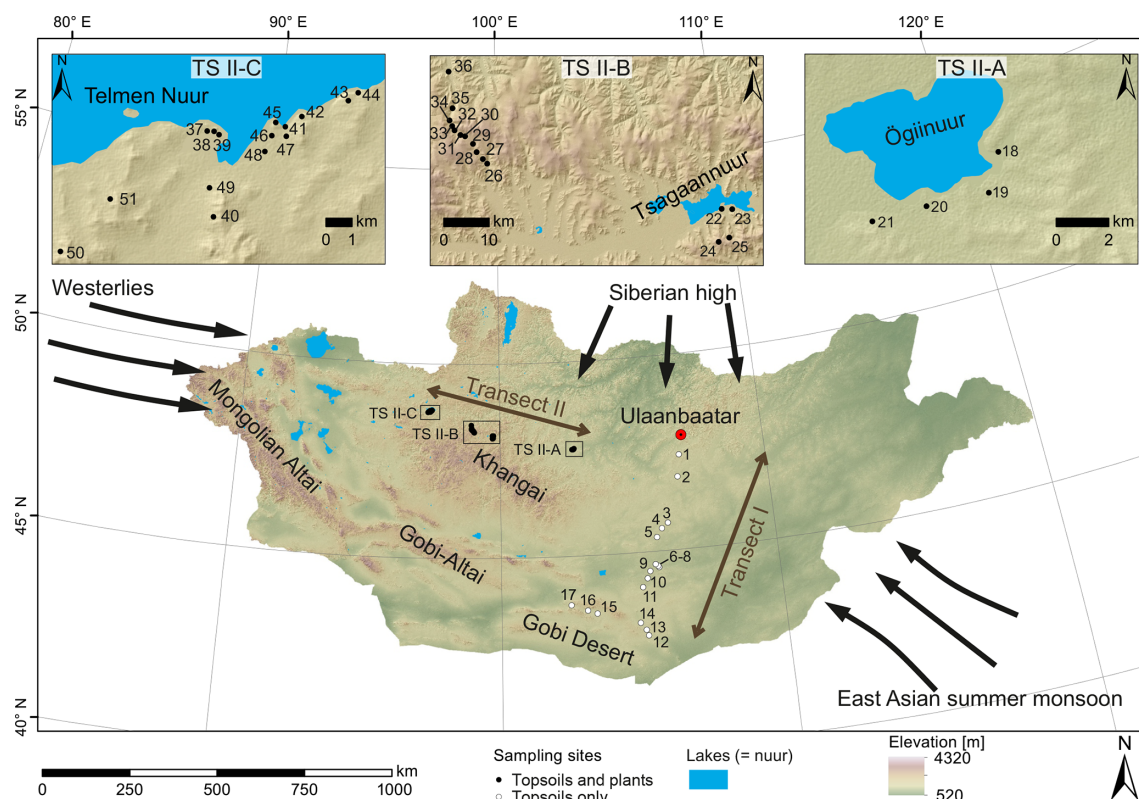 80° E
90° E
100° E
110° E
120° E
55° N
50° N
45° N
40° N
N
TS II-C
Telmen Nuur
43
44
45
42
37
41
46
38
39
47
48
49
51
40
50
km
0
1
TS II-B
N
36
34
35
32
30
33
29
31
27
28
26
Tsagaannuur
22
23
24
25
km
0
10
TS II-A
N
Ögiinuur
18
19
20
21
km
0
2
Westerlies
Siberian high
Transect II
TS II-C
TS II-B
TS II-A
Ulaanbaatar
Mongolian Altai
Khangai
1
2
3
4
5
Transect I
Gobi-Altai
6-8
9
10
11
17
16
15
14
13
12
Gobi Desert
East Asian summer monsoon
km
0
250
500
750
1000
Sampling sites
Topsoils and plants
Topsoils only
Lakes (= nuur)
Elevation [m]
4320
520
N